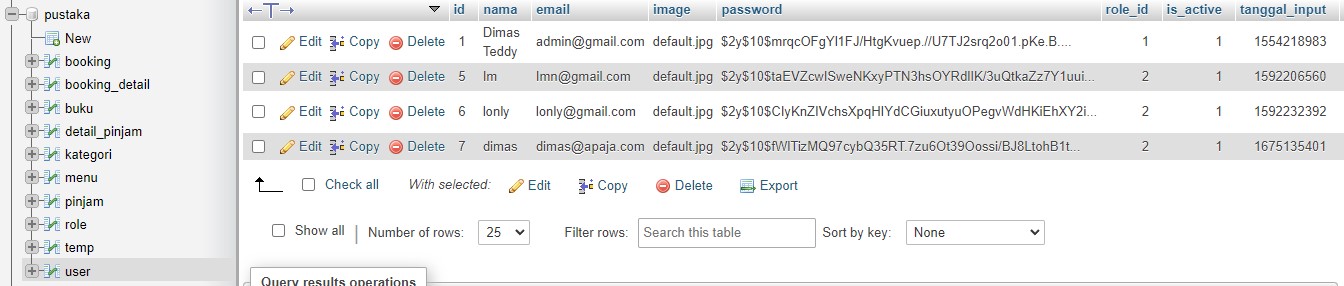 pustaka
New
booking
booking_detail
buku
detail_pinjam
kategori
menu
pinjam
role
temp
user
id nama email image password role_id is_active tanggal_input
Edit Copy Delete 1 Dimas Teddy admin@gmail.com default.jpg $2y$10$mrqcOFgYI1FJ/HtgKvuep.//U7TJ2srq2o01.pKe.B.... 1 1 1554218983
Edit Copy Delete 5 lm lmn@gmail.com default.jpg $2y$10$taEVZcwISweNKxyPTN3hsOYRdllK/3uQtkaZz7Y1uui... 2 1 1592206560
Edit Copy Delete 6 lonly lonly@gmail.com default.jpg $2y$10$CIyKnZIVchsXpqHlYdCGiuxutyuOPegvWdHKiEhXY2i... 2 1 1592232392
Edit Copy Delete 7 dimas dimas@apaja.com default.jpg $2y$10$fWITizMQ97cybQ35RT.7zu6Ot39Oossi/BJ8LtohB1t... 2 1 1675135401
Check all With selected: Edit Copy Delete Export
Show all Number of rows: 25 Filter rows: Search this table Sort by key: None
Query results operations